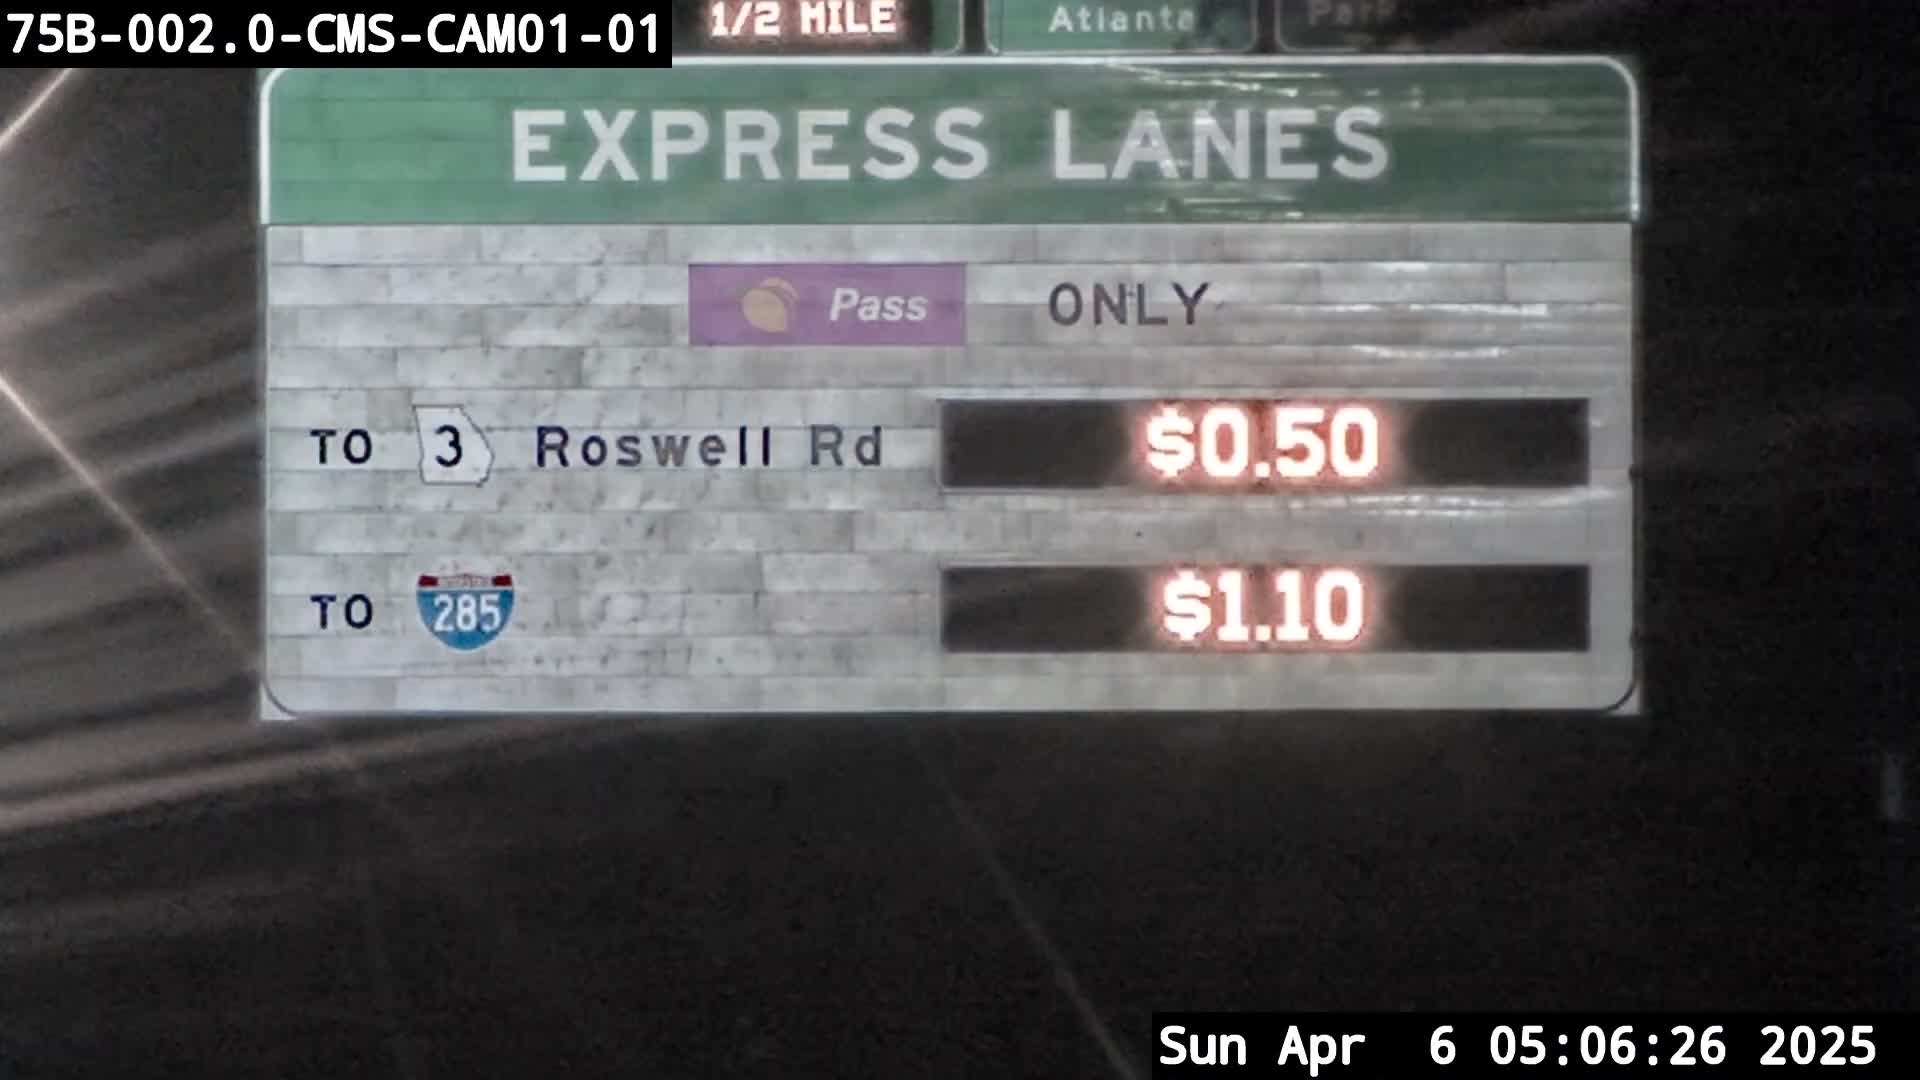 75B-002.0-CMS-CAM01-01
1/2 MILE
Atlanta
Park
EXPRESS LANES
Pass ONLY
TO 3 Roswell Rd $0.50
TO 285 $1.10
Sun Apr 6 05:06:26 2025